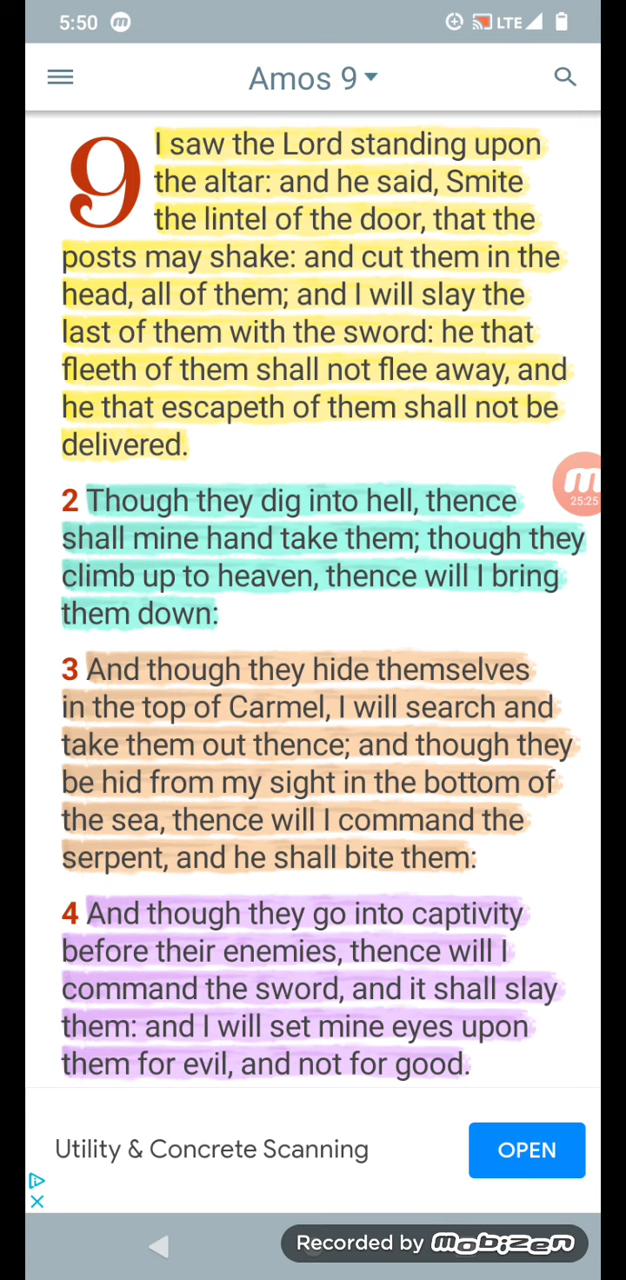 5:50 m LTE
Amos 9
9 I saw the Lord standing upon
the altar: and he said, Smite
the lintel of the door, that the
posts may shake: and cut them in the
head, all of them; and I will slay the
last of them with the sword: he that
fleeth of them shall not flee away, and
he that escapeth of them shall not be
delivered.
2 Though they dig into hell, thence
shall mine hand take them; though they
climb up to heaven, thence will I bring
them down:
3 And though they hide themselves
in the top of Carmel, I will search and
take them out thence; and though they
be hid from my sight in the bottom of
the sea, thence will I command the
serpent, and he shall bite them:
4 And though they go into captivity
before their enemies, thence will I
command the sword, and it shall slay
them: and I will set mine eyes upon
them for evil, and not for good.
m
25:25
Utility & Concrete Scanning
OPEN
Recorded by mobizen